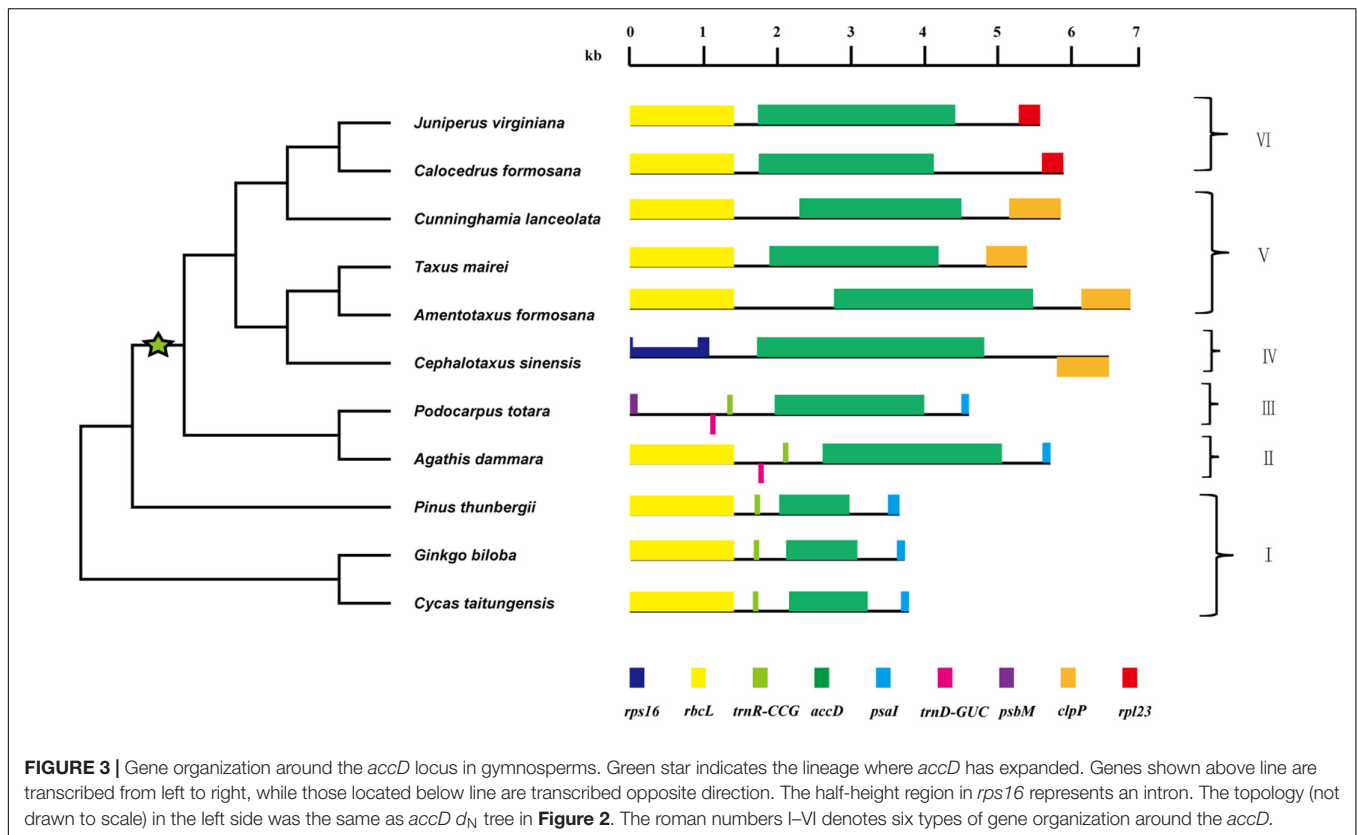 0 1 2 3 4 5 6 7
kb
Juniperus virginiana
Calocedrus formosana
VI
Cunninghamia lanceolata
Taxus mairei
V
Amentotaxus formosana
Cephalotaxus sinensis
IV
Podocarpus totara
III
Agathis dammara
II
Pinus thunbergii
Ginkgo biloba
I
Cycas taitungensis
rps16 rbcL trnR-CCG accD psaI trnD-GUC psbM clpP rpl23
FIGURE 3 | Gene organization around the accD locus in gymnosperms. Green star indicates the lineage where accD has expanded. Genes shown above line are
transcribed from left to right, while those located below line are transcribed opposite direction. The half-height region in rps16 represents an intron. The topology (not
drawn to scale) in the left side was the same as accD dN tree in Figure 2. The roman numbers I–VI denotes six types of gene organization around the accD.